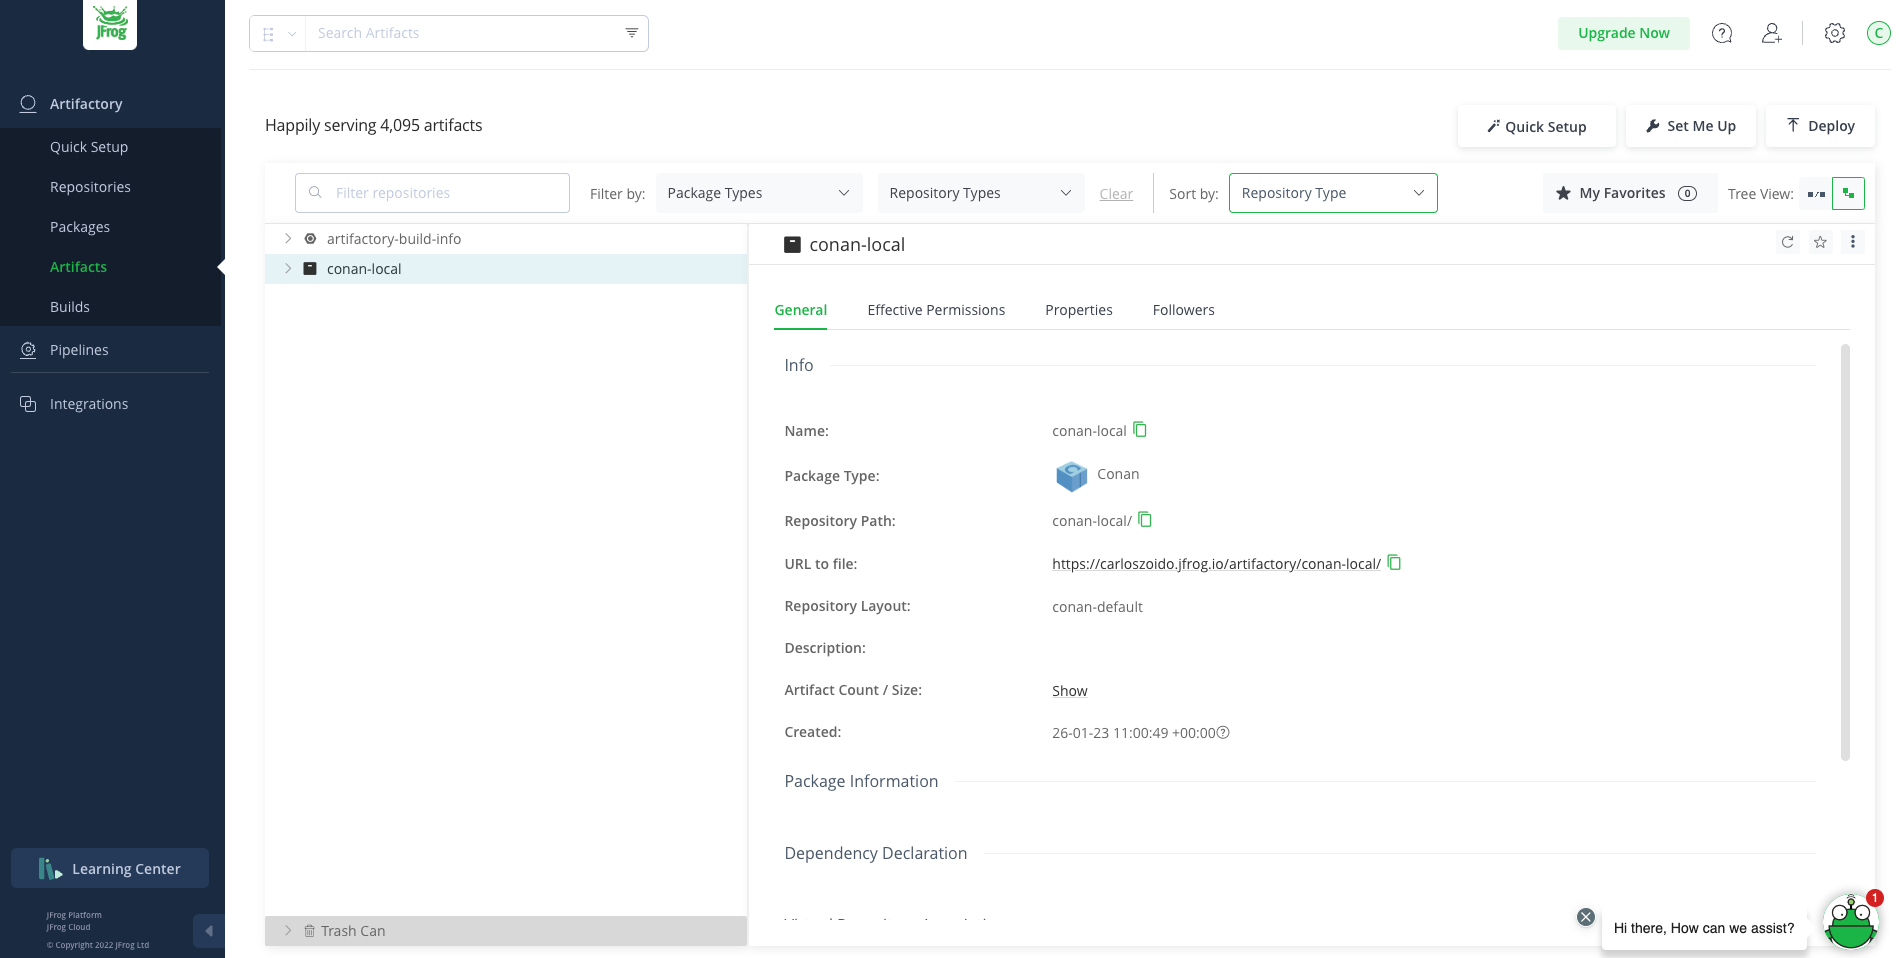 JFrog
Search Artifacts
Upgrade Now
C
Artifactory
Quick Setup
Repositories
Packages
Artifacts
Builds
Pipelines
Integrations
Learning Center
JFrog Platform
JFrog Cloud
© Copyright 2022 JFrog Ltd
Happily serving 4,095 artifacts
Quick Setup
Set Me Up
Deploy
Filter repositories
Filter by:
Package Types
Repository Types
Clear
Sort by:
Repository Type
My Favorites
0
Tree View:
artifactory-build-info
conan-local
Trash Can
conan-local
General
Effective Permissions
Properties
Followers
Info
Name:
conan-local
Package Type:
Conan
Repository Path:
conan-local/
URL to file:
https://carloszoido.jfrog.io/artifactory/conan-local/
Repository Layout:
conan-default
Description:
Artifact Count / Size:
Show
Created:
26-01-23 11:00:49 +00:00
Package Information
Dependency Declaration
Hi there, How can we assist?
1